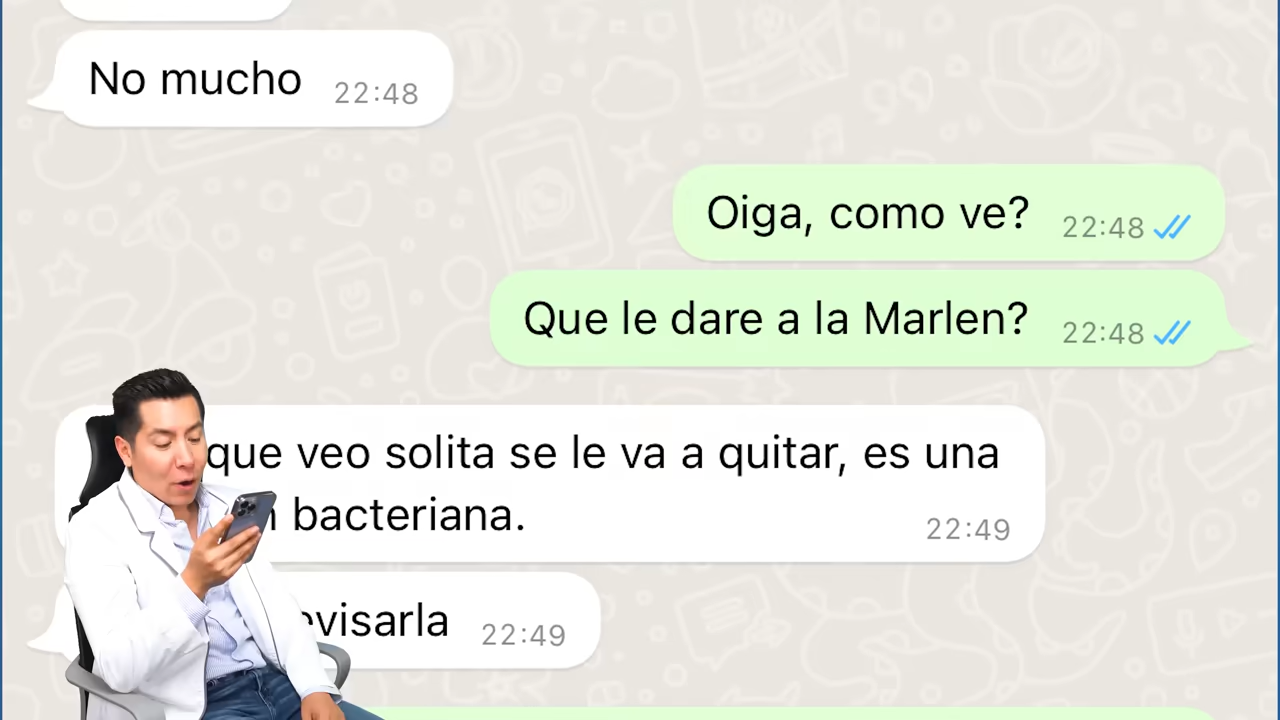 No mucho 22:48
Oiga, como ve? 22:48
Que le dare a la Marlen? 22:48
que veo solita se le va a quitar, es una
bacteriana.
22:49
22:49